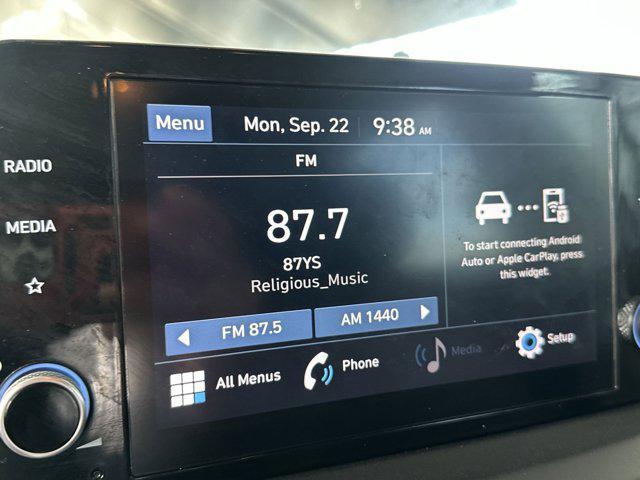 Menu Mon, Sep. 22 9:38 AM
RADIO
FM
MEDIA
87.7
87YS
Religious_Music
To start connecting Android
Auto or Apple CarPlay, press
this widget.
FM 87.5 AM 1440
All Menus Phone Media Setup